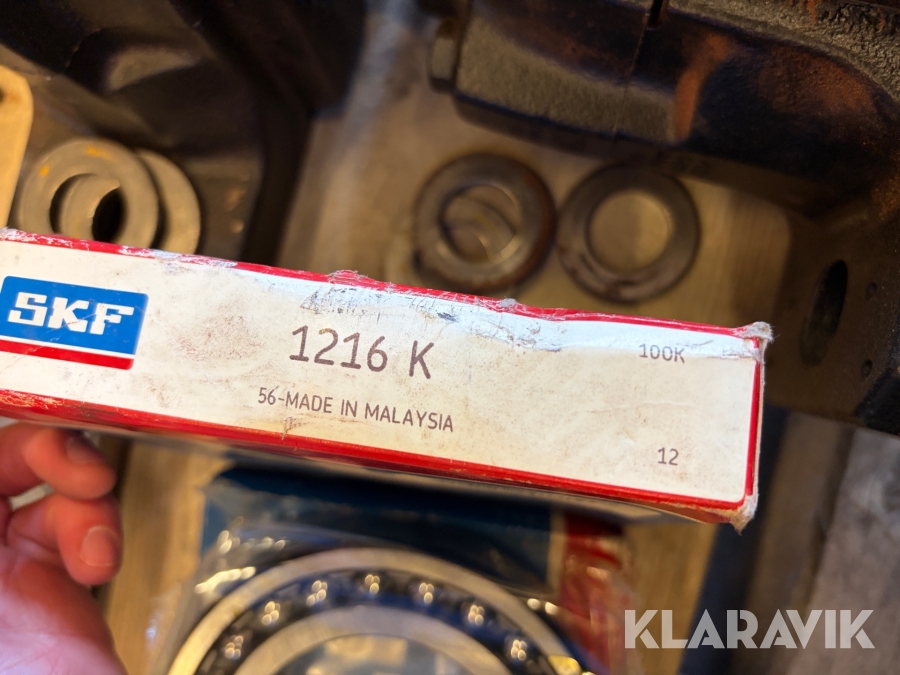 SKF
1216 K
100K
56-MADE IN MALAYSIA
12
KLARAVIK